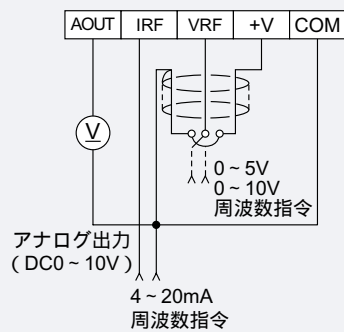 AOUT IRF VRF +V COM
V
0~5V
0~10V
周波数指令
アナログ出力
(DC0~10V)
4~20mA
周波数指令